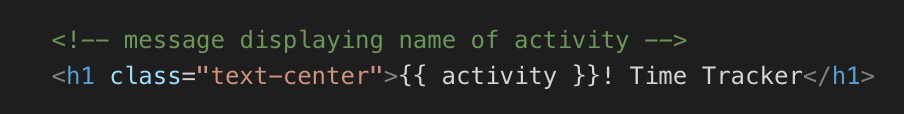 <!-- message displaying name of activity -->
<h1 class="text-center">{{ activity }}! Time Tracker</h1>